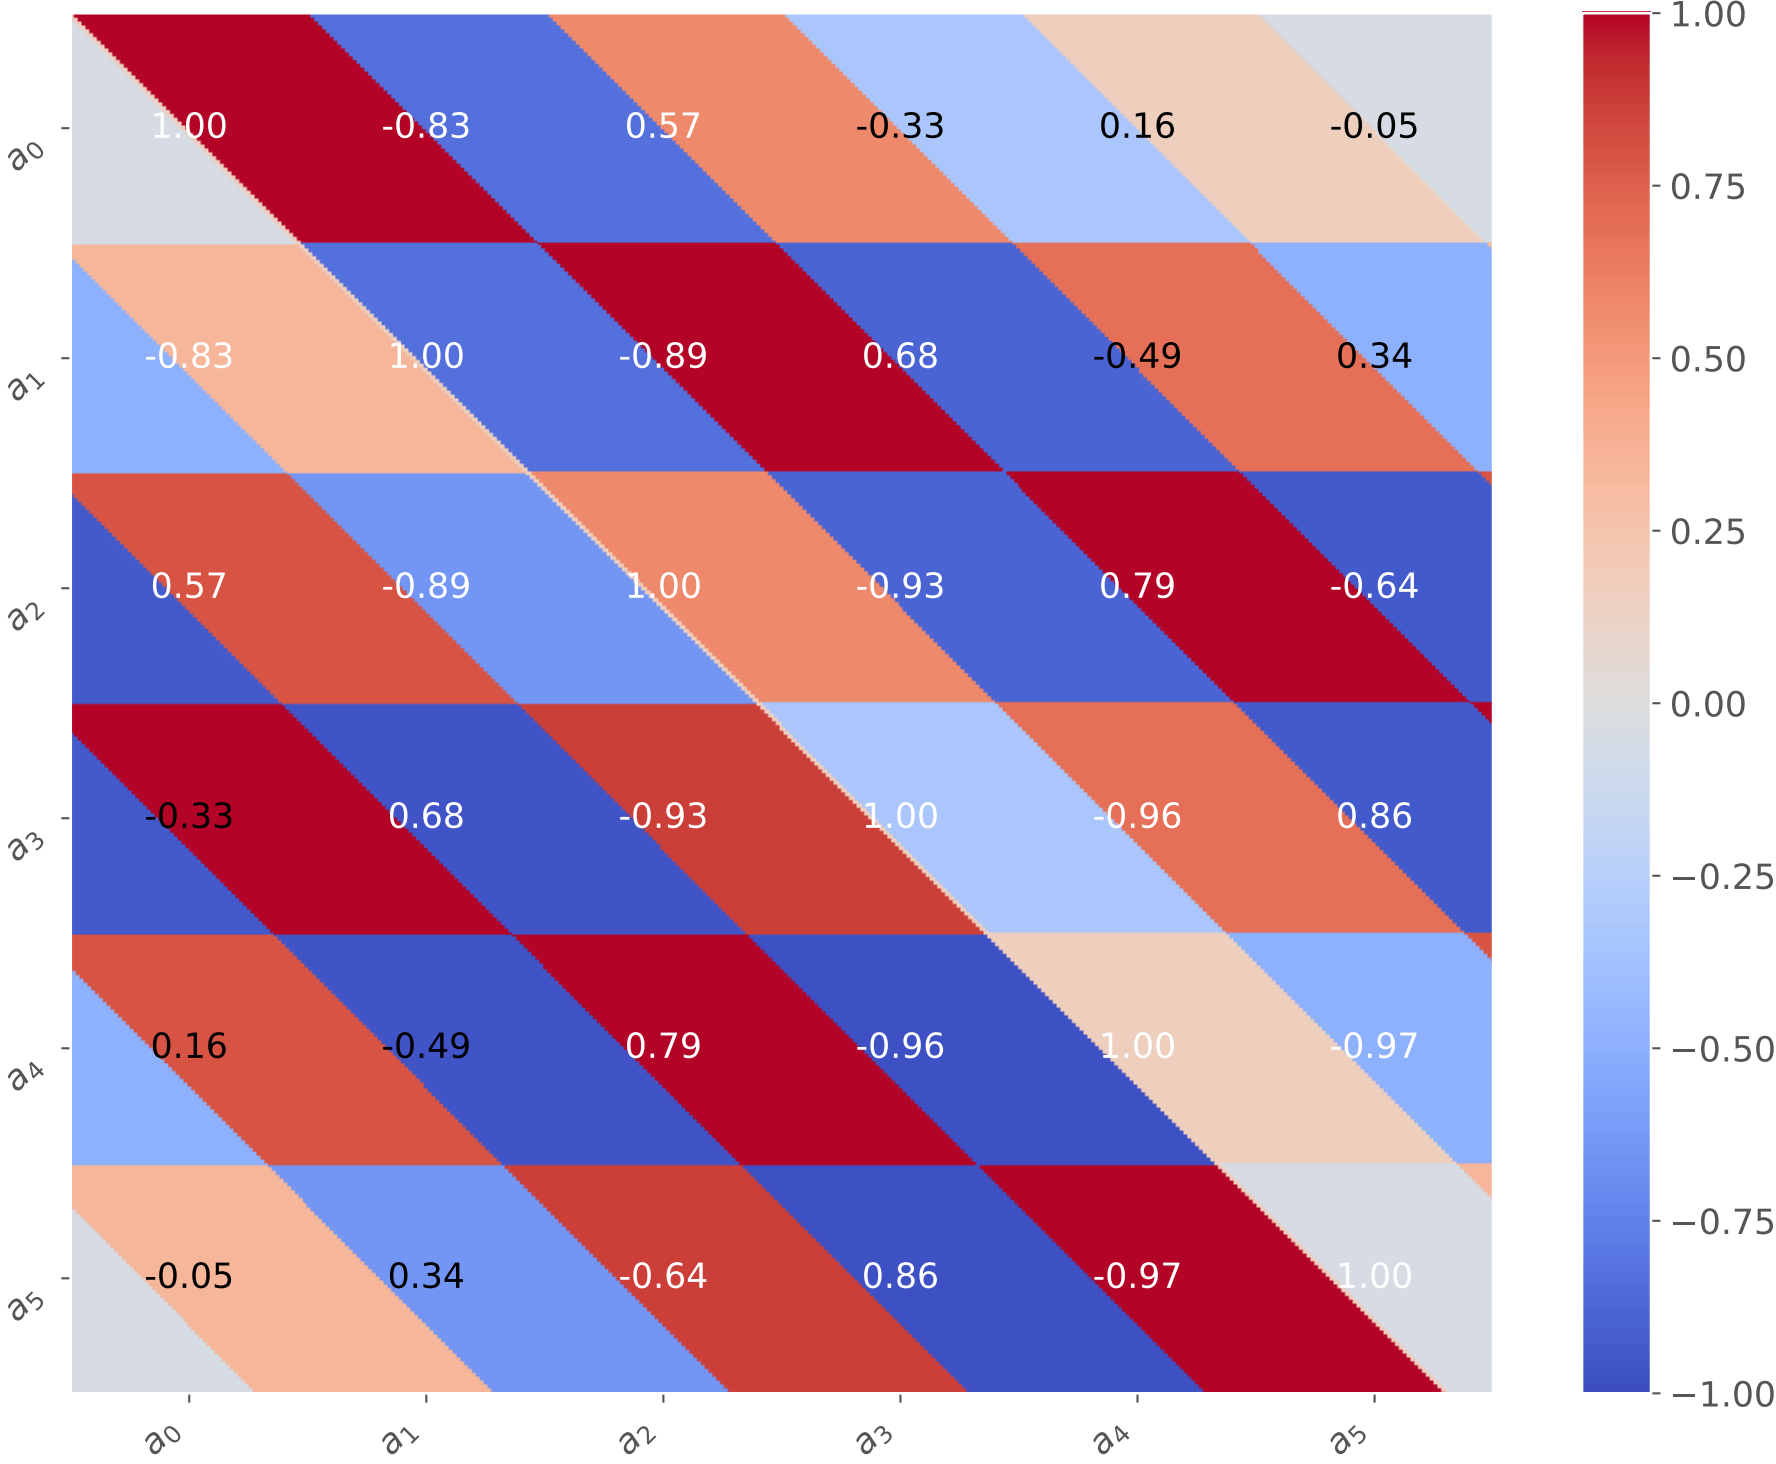 1.00
a0 1.00 -0.83 0.57 -0.33 0.16 -0.05
0.75
a1 -0.83 1.00 -0.89 0.68 -0.49 0.34 0.50
0.25
a2 0.57 -0.89 1.00 -0.93 0.79 -0.64
0.00
a3 -0.33 0.68 -0.93 1.00 -0.96 0.86
−0.25
a4 0.16 -0.49 0.79 -0.96 1.00 -0.97 −0.50
−0.75
a5 -0.05 0.34 -0.64 0.86 -0.97 1.00
−1.00
a0 a1 a2 a3 a4 a5